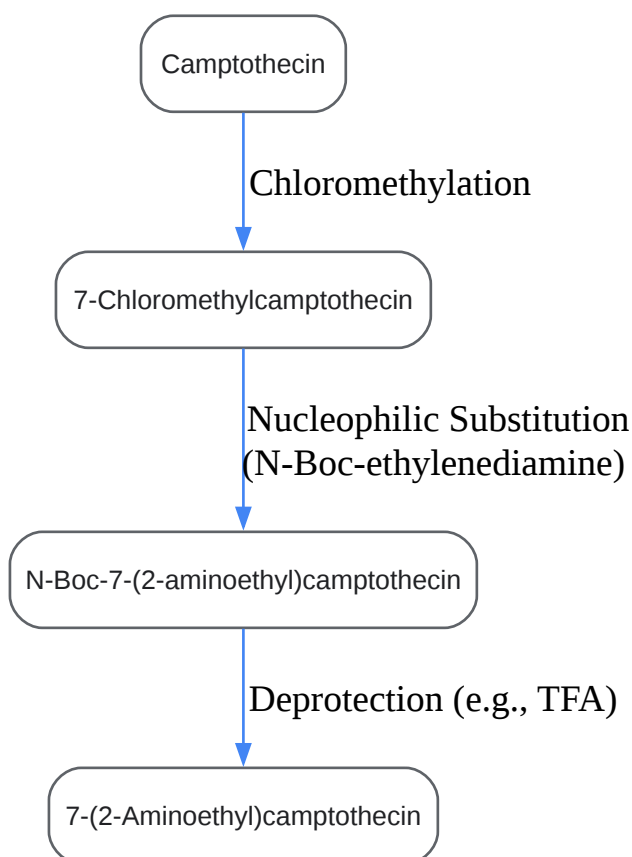 Camptothecin
Chloromethylation
7-Chloromethylcamptothecin
Nucleophilic Substitution
(N-Boc-ethylenediamine)
N-Boc-7-(2-aminoethyl)camptothecin
Deprotection (e.g., TFA)
7-(2-Aminoethyl)camptothecin